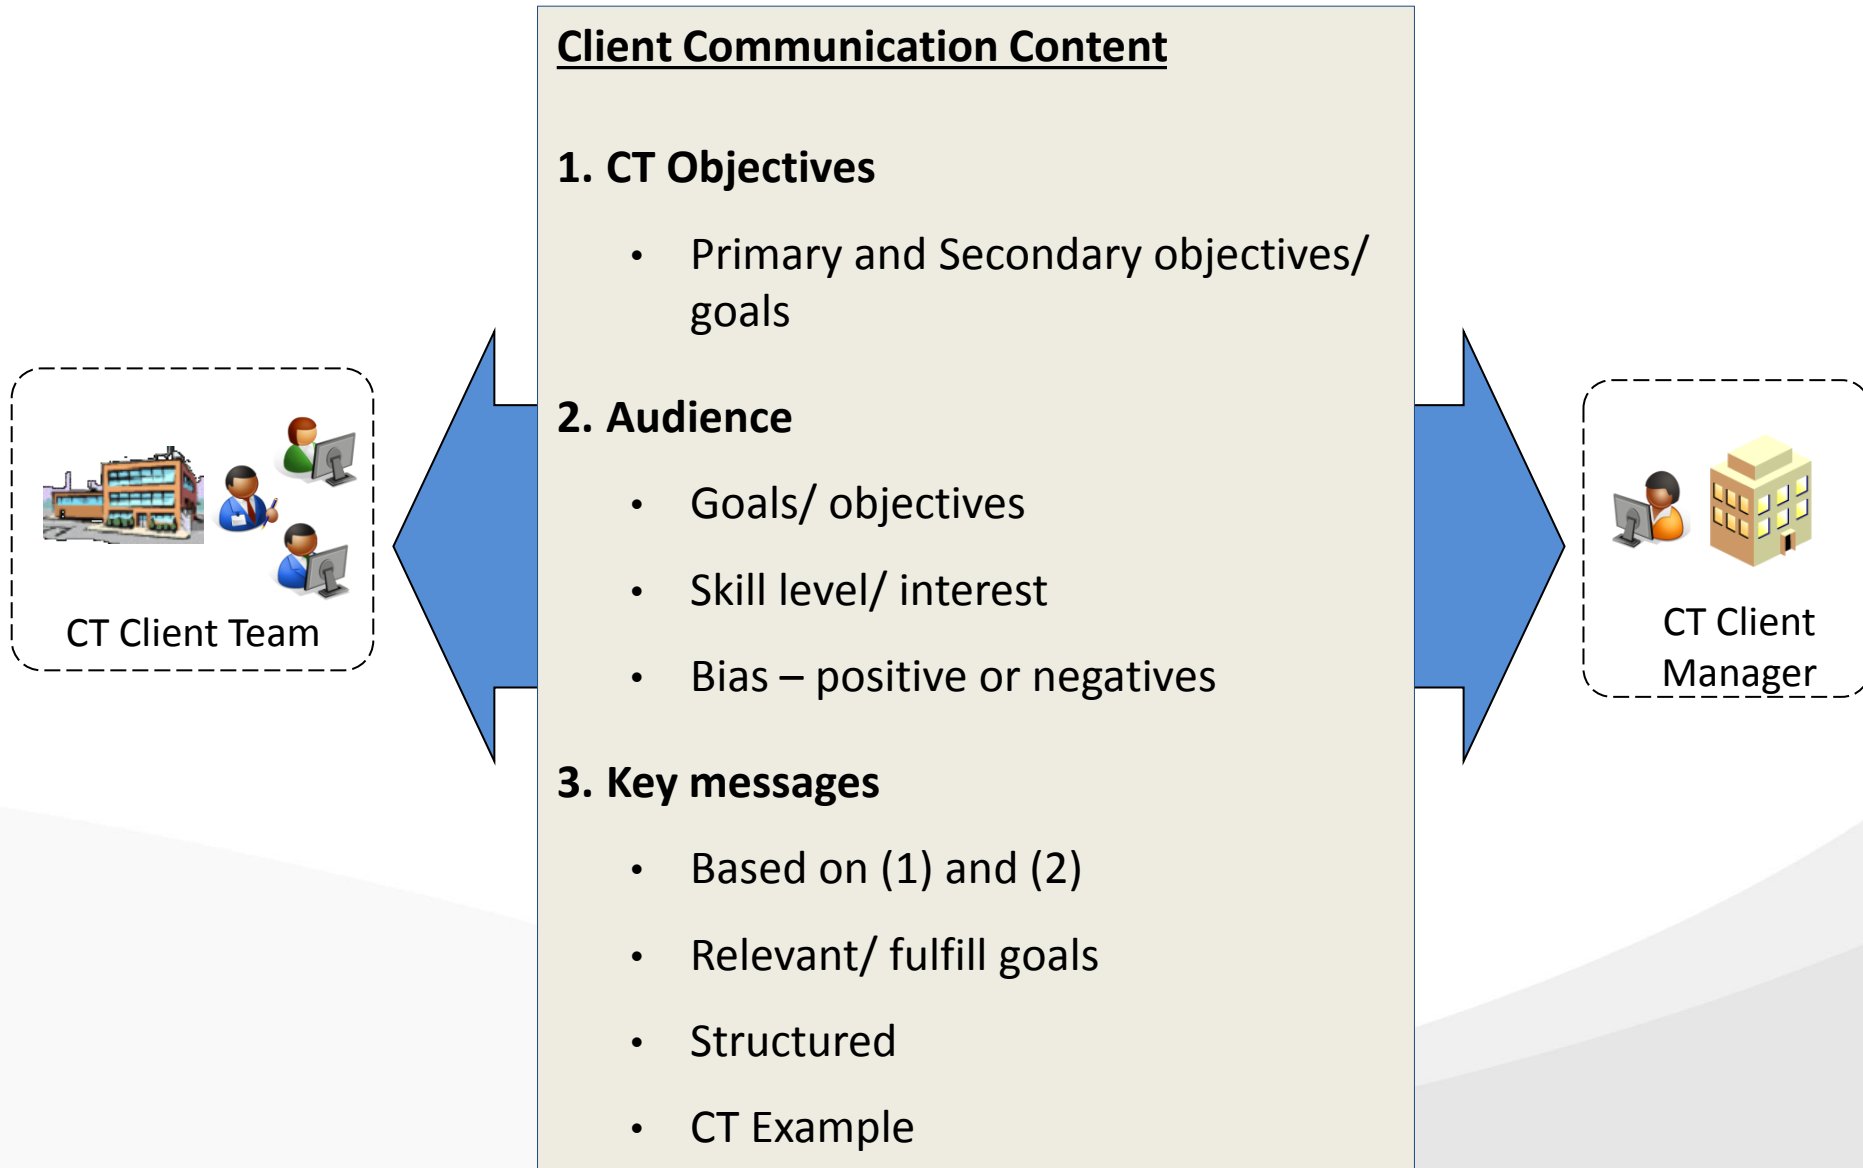 Client Communication Content
1. CT Objectives
• Primary and Secondary objectives/
goals
2. Audience
• Goals/ objectives
• Skill level/ interest
• Bias – positive or negatives
3. Key messages
• Based on (1) and (2)
• Relevant/ fulfill goals
• Structured
• CT Example
CT Client Team
CT Client
Manager